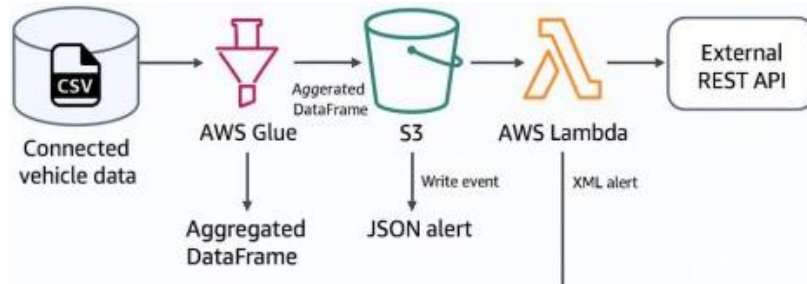 CSV
Connected
vehicle data
AWS Glue
Aggerated
DataFrame
S3
AWS Lambda
External
REST API
Aggregated
DataFrame
Write event
JSON alert
XML alert